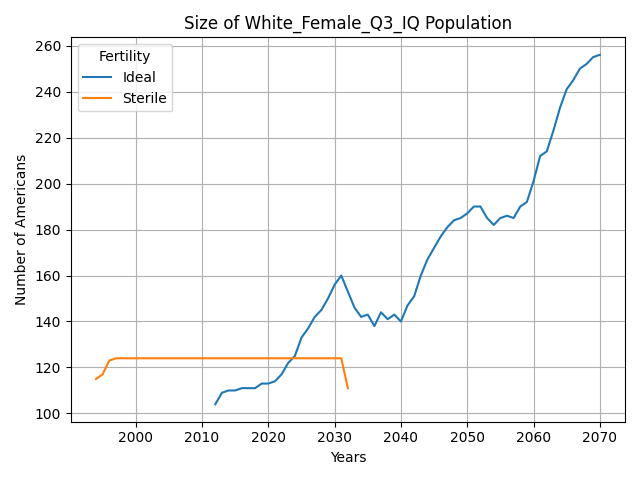 Size of White_Female_Q3_IQ Population
Fertility
Ideal
Sterile
Number of Americans
260
240
220
200
180
160
140
120
100
2000
2010
2020
2030
2040
2050
2060
2070
Years